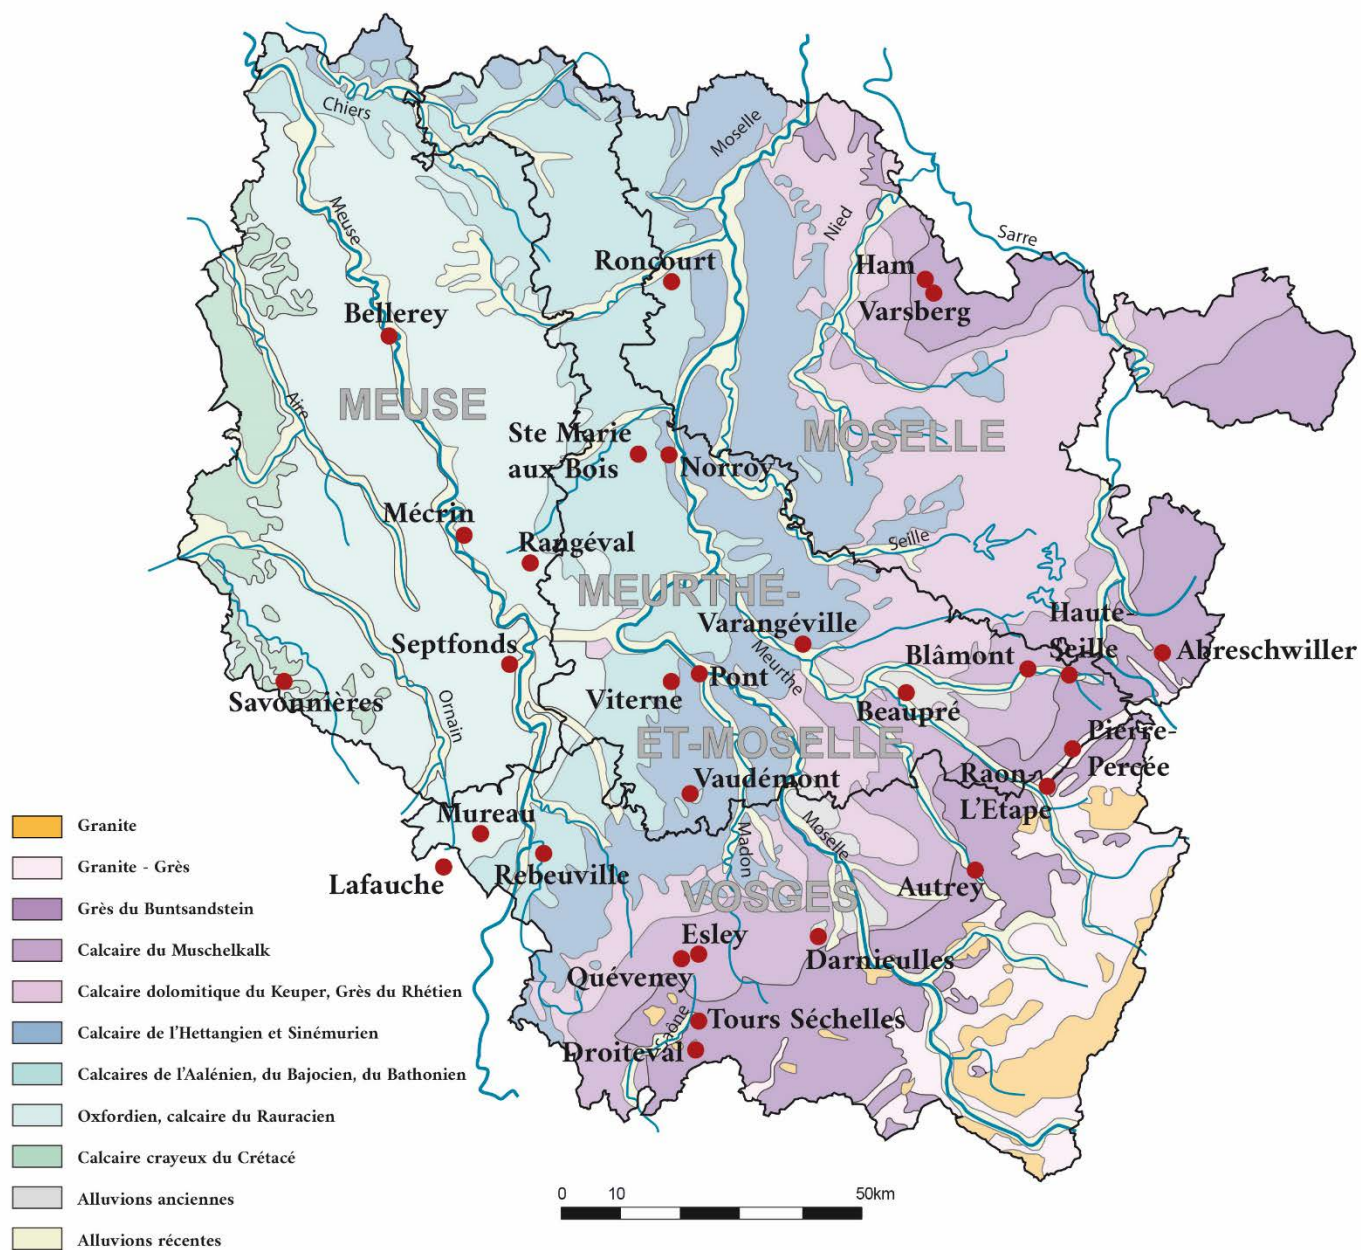 Chiers
Moselle
Meuse
Nied
Sarre
Roncourt
Ham
Varsberg
Bellerey
MEUSE
Aire
MOSELLE
Ste Marie
aux Bois
Norroy
Mécrin
Rangéval
Seille
MEURTHE-
Varangéville
Haute-
Seille
Septfonds
Meurthe
Blâmont
Abreschwiller
Savonnières
Viterne
Pont
Beaupré
Ornain
ET-MOSELLE
Pierre-
Percée
Vaudémont
Raon-
L'Etape
Mureau
Moselle
Madon
Lafauche
Rebeuville
VOSGES
Autrey
Esley
Quéveney
Darnieulles
Saône
Tours Séchelles
Droiteval
Granite
Granite - Grès
Grès du Buntsandstein
Calcaire du Muschelkalk
Calcaire dolomitique du Keuper, Grès du Rhétien
Calcaire de l'Hettangien et Sinémurien
Calcaires de l'Aalénien, du Bajocien, du Bathonien
Oxfordien, calcaire du Rauracien
Calcaire crayeux du Crétacé
Alluvions anciennes
Alluvions récentes
0 10 50km